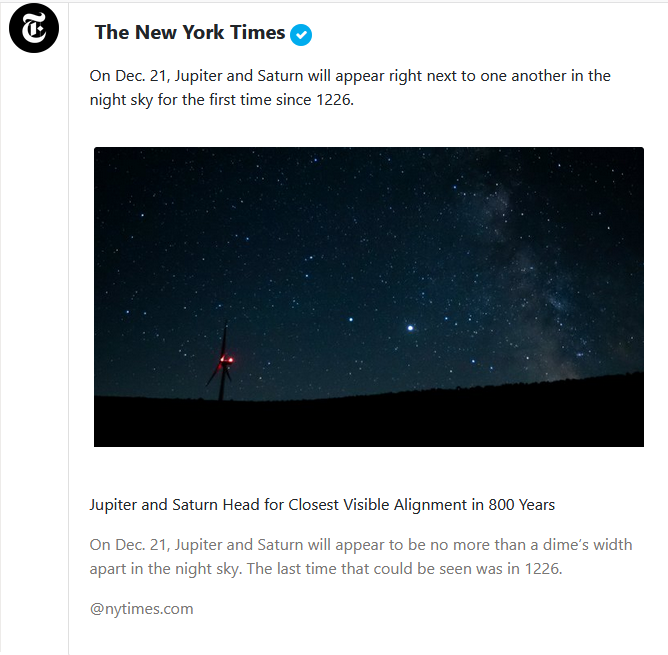 The New York Times
On Dec. 21, Jupiter and Saturn will appear right next to one another in the
night sky for the first time since 1226.
Jupiter and Saturn Head for Closest Visible Alignment in 800 Years
On Dec. 21, Jupiter and Saturn will appear to be no more than a dime’s width
apart in the night sky. The last time that could be seen was in 1226.
@nytimes.com